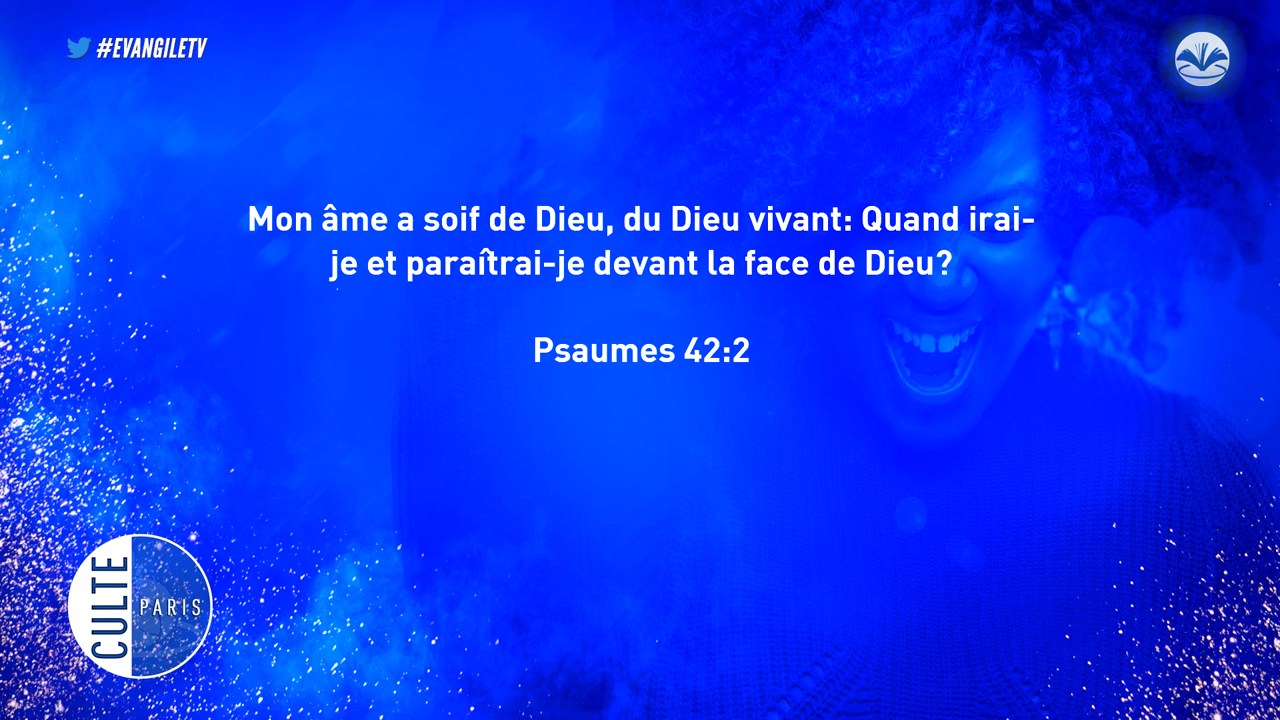 #EVANGILETV
Mon âme a soif de Dieu, du Dieu vivant: Quand irai-
je et paraîtrai-je devant la face de Dieu?
Psaumes 42:2
CULTE
PARIS